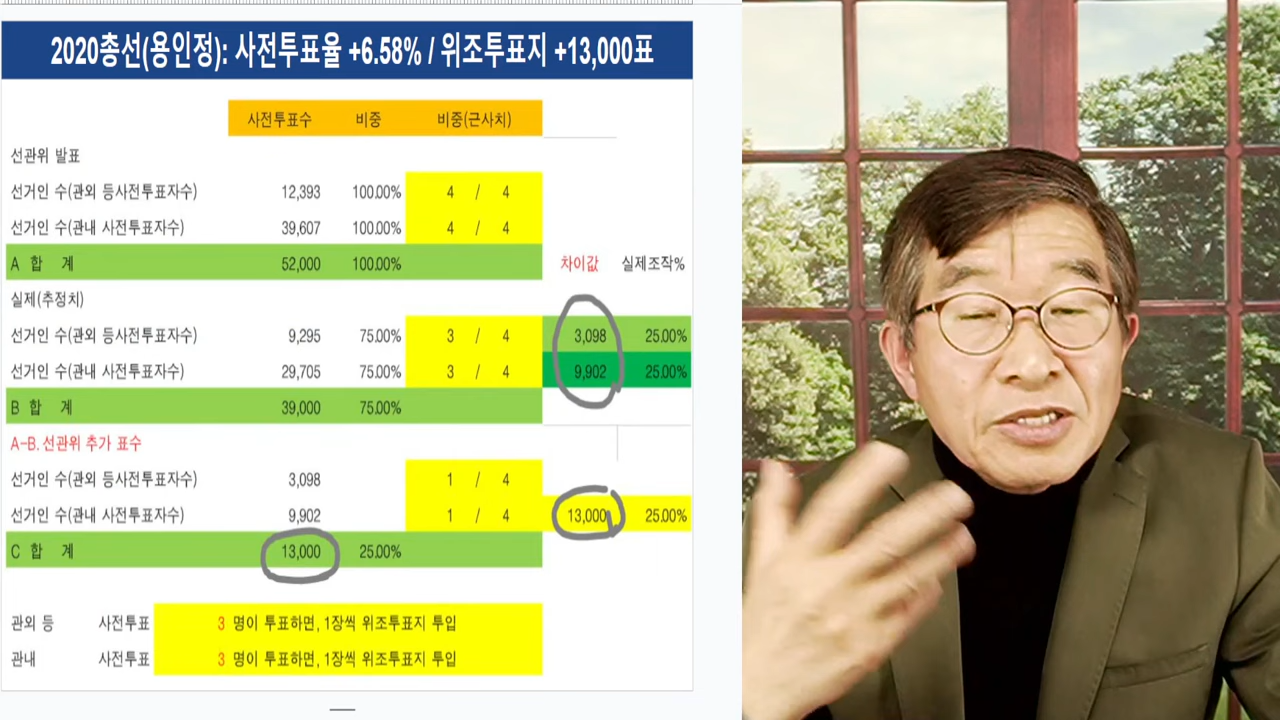 2020총선(용인정): 사전투표율 +6.58% / 위조투표지 +13,000표
사전투표수 비중 비중(근사치)
선관위 발표
선거인 수(관외 등사전투표자수) 12,393 100.00% 4 / 4
선거인 수(관내 사전투표자수) 39,607 100.00% 4 / 4
A 합 계 52,000 100.00% 차이값 실제조작%
실제(추정치)
선거인 수(관외 등사전투표자수) 9,295 75.00% 3 / 4 3,098 25.00%
선거인 수(관내 사전투표자수) 29,705 75.00% 3 / 4 9,902 25.00%
B 합 계 39,000 75.00%
A-B. 선관위 추가 표수
선거인 수(관외 등사전투표자수) 3,098 1 / 4
선거인 수(관내 사전투표자수) 9,902 1 / 4 13,000 25.00%
C 합 계 13,000 25.00%
관외 등 사전투표 3 명이 투표하면, 1장씩 위조투표지 투입
관내 사전투표 3 명이 투표하면, 1장씩 위조투표지 투입